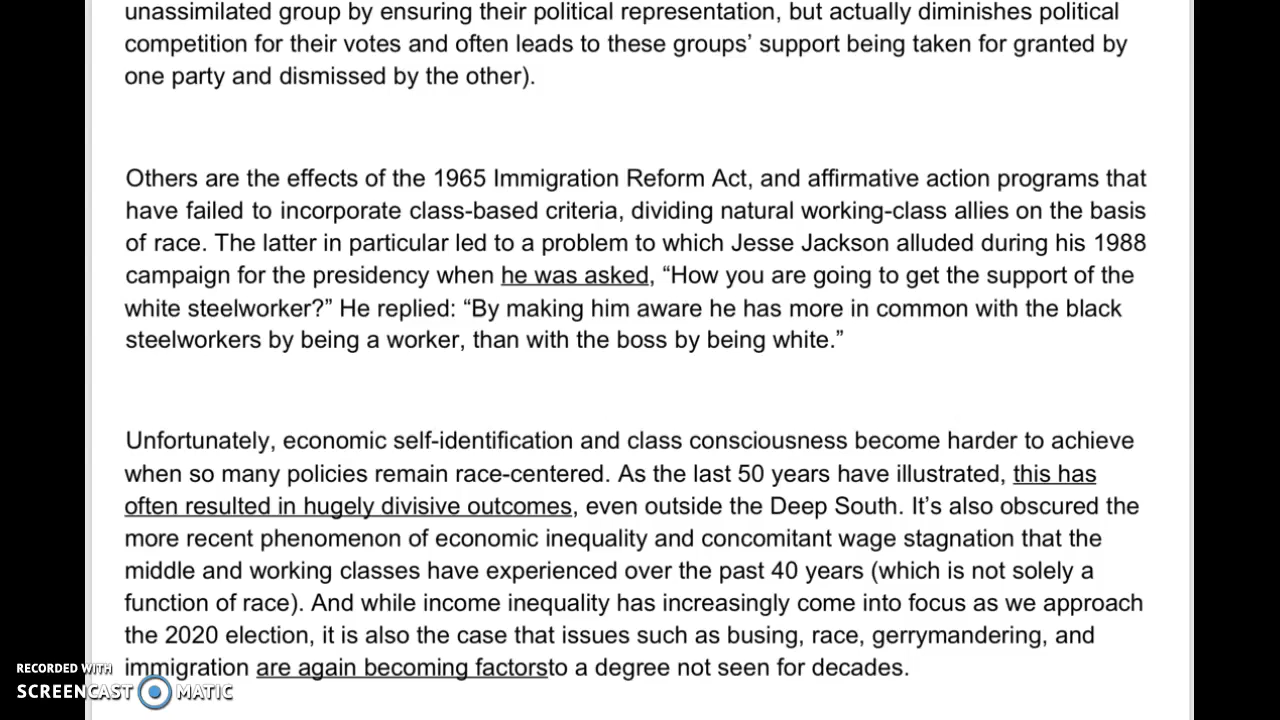 unassimilated group by ensuring their political representation, but actually diminishes political
competition for their votes and often leads to these groups’ support being taken for granted by
one party and dismissed by the other).
Others are the effects of the 1965 Immigration Reform Act, and affirmative action programs that
have failed to incorporate class-based criteria, dividing natural working-class allies on the basis
of race. The latter in particular led to a problem to which Jesse Jackson alluded during his 1988
campaign for the presidency when he was asked, “How you are going to get the support of the
white steelworker?” He replied: “By making him aware he has more in common with the black
steelworkers by being a worker, than with the boss by being white.”
Unfortunately, economic self-identification and class consciousness become harder to achieve
when so many policies remain race-centered. As the last 50 years have illustrated, this has
often resulted in hugely divisive outcomes, even outside the Deep South. It’s also obscured the
more recent phenomenon of economic inequality and concomitant wage stagnation that the
middle and working classes have experienced over the past 40 years (which is not solely a
function of race). And while income inequality has increasingly come into focus as we approach
the 2020 election, it is also the case that issues such as busing, race, gerrymandering, and
immigration are again becoming factorsto a degree not seen for decades.
RECORDED WITH
SCREENCAST MATIC